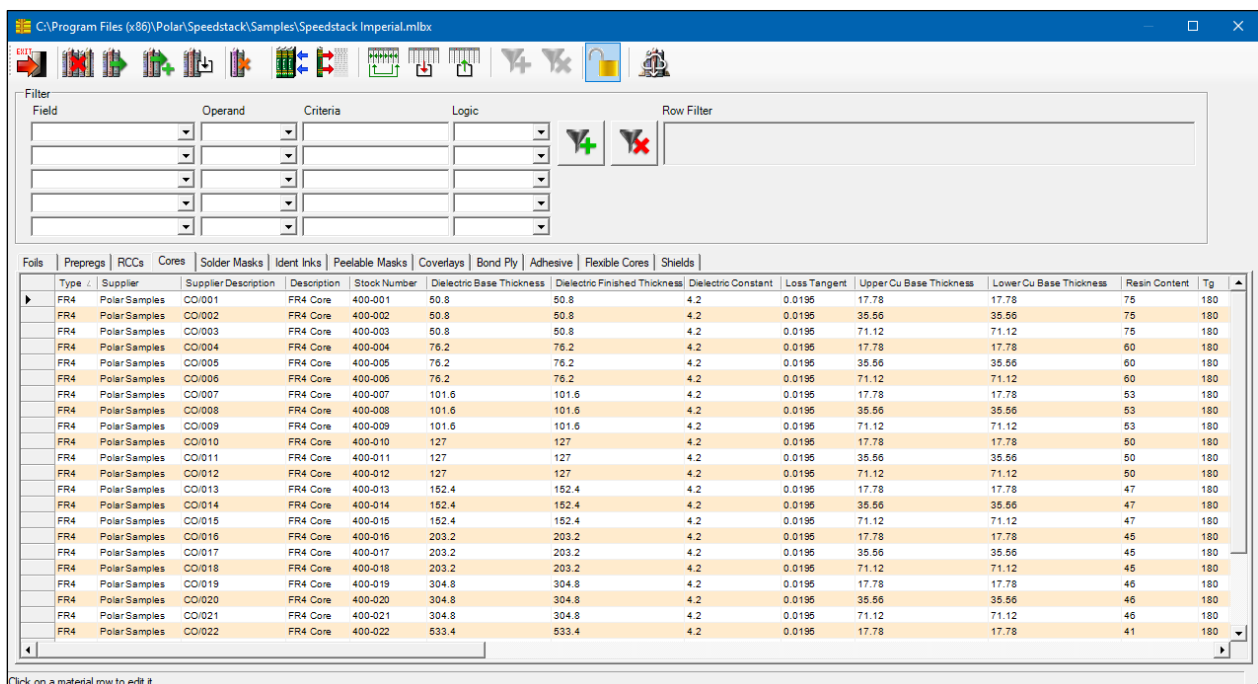 C:\Program Files (x86)\Polar\Speedstack\Samples\Speedstack Imperial.mlbx
EXIT
Filter
Field Operand Criteria Logic Row Filter
Foils Prepregs RCCs Cores Solder Masks Ident Inks Peelable Masks Coverlays Bond Ply Adhesive Flexible Cores Shields
Type Supplier Supplier Description Description Stock Number Dielectric Base Thickness Dielectric Finished Thickness Dielectric Constant Loss Tangent Upper Cu Base Thickness Lower Cu Base Thickness Resin Content Tg
FR4 Polar Samples CO/001 FR4 Core 400-001 50.8 50.8 4.2 0.0195 17.78 17.78 75 180
FR4 Polar Samples CO/002 FR4 Core 400-002 50.8 50.8 4.2 0.0195 35.56 35.56 75 180
FR4 Polar Samples CO/003 FR4 Core 400-003 50.8 50.8 4.2 0.0195 71.12 71.12 75 180
FR4 Polar Samples CO/004 FR4 Core 400-004 76.2 76.2 4.2 0.0195 17.78 17.78 60 180
FR4 Polar Samples CO/005 FR4 Core 400-005 76.2 76.2 4.2 0.0195 35.56 35.56 60 180
FR4 Polar Samples CO/006 FR4 Core 400-006 76.2 76.2 4.2 0.0195 71.12 71.12 60 180
FR4 Polar Samples CO/007 FR4 Core 400-007 101.6 101.6 4.2 0.0195 17.78 17.78 53 180
FR4 Polar Samples CO/008 FR4 Core 400-008 101.6 101.6 4.2 0.0195 35.56 35.56 53 180
FR4 Polar Samples CO/009 FR4 Core 400-009 101.6 101.6 4.2 0.0195 71.12 71.12 53 180
FR4 Polar Samples CO/010 FR4 Core 400-010 127 127 4.2 0.0195 17.78 17.78 50 180
FR4 Polar Samples CO/011 FR4 Core 400-011 127 127 4.2 0.0195 35.56 35.56 50 180
FR4 Polar Samples CO/012 FR4 Core 400-012 127 127 4.2 0.0195 71.12 71.12 50 180
FR4 Polar Samples CO/013 FR4 Core 400-013 152.4 152.4 4.2 0.0195 17.78 17.78 47 180
FR4 Polar Samples CO/014 FR4 Core 400-014 152.4 152.4 4.2 0.0195 35.56 35.56 47 180
FR4 Polar Samples CO/015 FR4 Core 400-015 152.4 152.4 4.2 0.0195 71.12 71.12 47 180
FR4 Polar Samples CO/016 FR4 Core 400-016 203.2 203.2 4.2 0.0195 17.78 17.78 45 180
FR4 Polar Samples CO/017 FR4 Core 400-017 203.2 203.2 4.2 0.0195 35.56 35.56 45 180
FR4 Polar Samples CO/018 FR4 Core 400-018 203.2 203.2 4.2 0.0195 71.12 71.12 45 180
FR4 Polar Samples CO/019 FR4 Core 400-019 304.8 304.8 4.2 0.0195 17.78 17.78 46 180
FR4 Polar Samples CO/020 FR4 Core 400-020 304.8 304.8 4.2 0.0195 35.56 35.56 46 180
FR4 Polar Samples CO/021 FR4 Core 400-021 304.8 304.8 4.2 0.0195 71.12 71.12 46 180
FR4 Polar Samples CO/022 FR4 Core 400-022 533.4 533.4 4.2 0.0195 17.78 17.78 41 180
Click on a material row to edit it